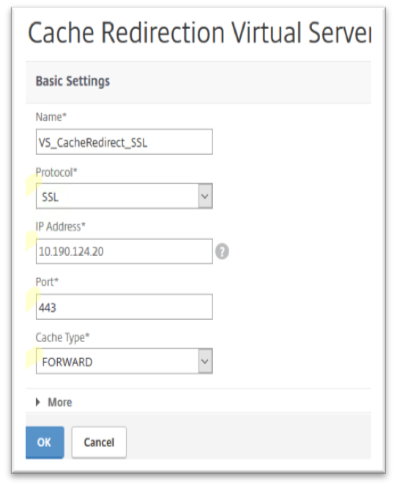 Cache Redirection Virtual Server
Basic Settings
Name*
VS_CacheRedirect_SSL
Protocol*
SSL
IP Address*
10.190.124.20
?
Port*
443
Cache Type*
FORWARD
More
OK
Cancel